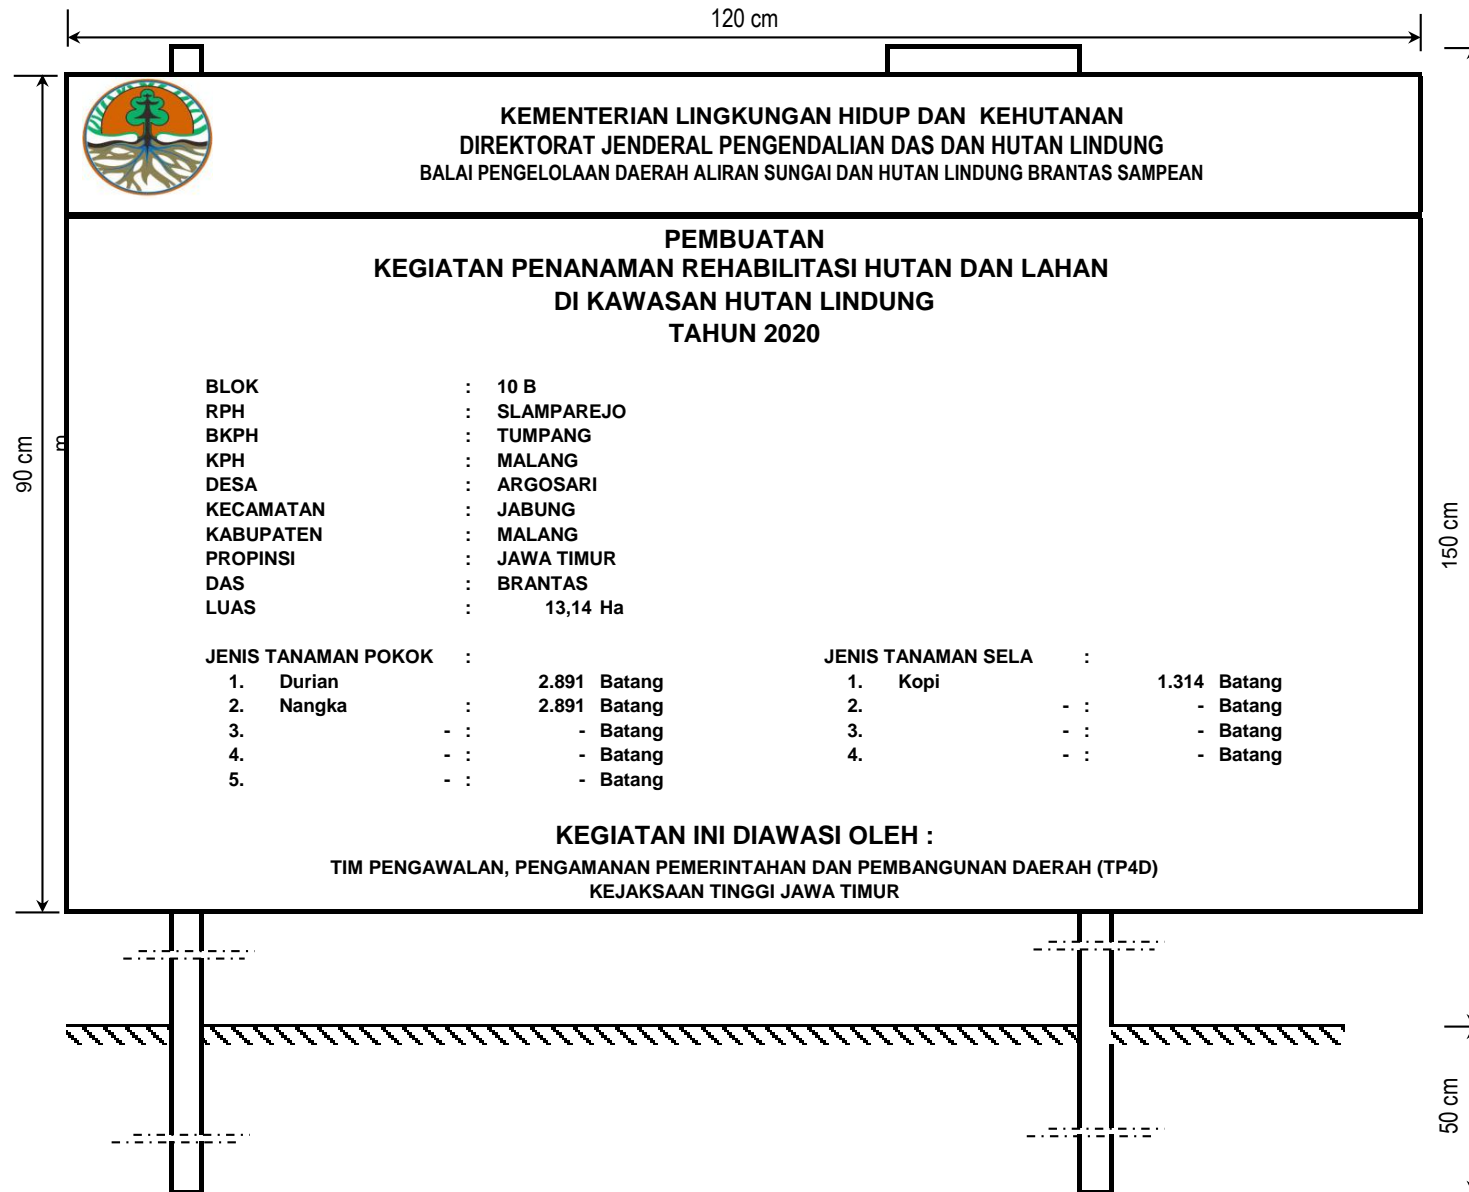 120 cm
KEMENTERIAN LINGKUNGAN HIDUP DAN KEHUTANAN
DIREKTORAT JENDERAL PENGENDALIAN DAS DAN HUTAN LINDUNG
BALAI PENGELOLAAN DAERAH ALIRAN SUNGAI DAN HUTAN LINDUNG BRANTAS SAMPEAN
PEMBUATAN
KEGIATAN PENANAMAN REHABILITASI HUTAN DAN LAHAN
DI KAWASAN HUTAN LINDUNG
TAHUN 2020
BLOK : 10 B
RPH : SLAMPAREJO
BKPH : TUMPANG
KPH : MALANG
DESA : ARGOSARI
KECAMATAN : JABUNG
KABUPATEN : MALANG
PROPINSI : JAWA TIMUR
DAS : BRANTAS
LUAS : 13,14 Ha
90 cm
m
150 cm
JENIS TANAMAN POKOK : JENIS TANAMAN SELA :
1. Durian 2.891 Batang 1. Kopi 1.314 Batang
2. Nangka : 2.891 Batang 2. - : - Batang
3. - : - Batang 3. - : - Batang
4. - : - Batang 4. - : - Batang
5. - : - Batang
KEGIATAN INI DIAWASI OLEH :
TIM PENGAWALAN, PENGAMANAN PEMERINTAHAN DAN PEMBANGUNAN DAERAH (TP4D)
KEJAKSAAN TINGGI JAWA TIMUR
50 cm